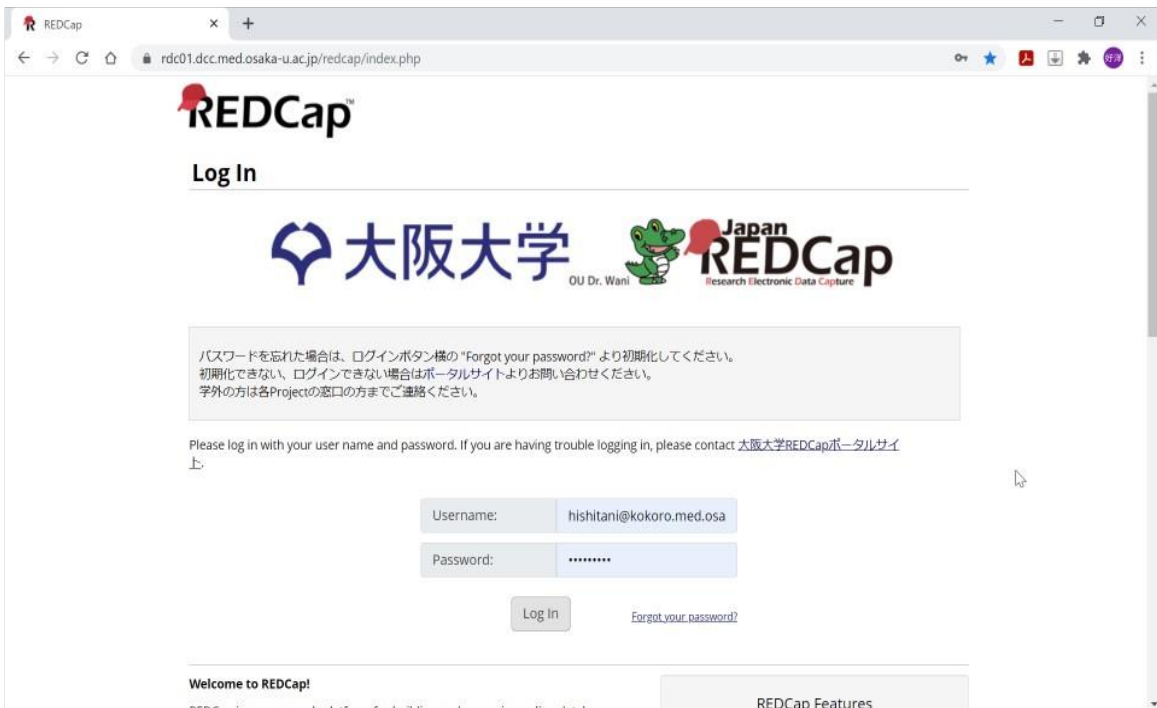 REDCap
rdc01.dcc.med.osaka-u.ac.jp/redcap/index.php
好洋
REDCap™
Log In
大阪大学
OU Dr. Wani
Japan
REDCap
Research Electronic Data Capture
パスワードを忘れた場合は、ログインボタン横の "Forgot your password?" より初期化してください。
初期化できない、ログインできない場合はポータルサイトよりお問い合わせください。
学外の方は各Projectの窓口の方までご連絡ください。
Please log in with your user name and password. If you are having trouble logging in, please contact 大阪大学REDCapポータルサイ
ト.
Username: hishitani@kokoro.med.osa
Password: •••••••••
Log In Forgot your password?
Welcome to REDCap!
REDCap Features